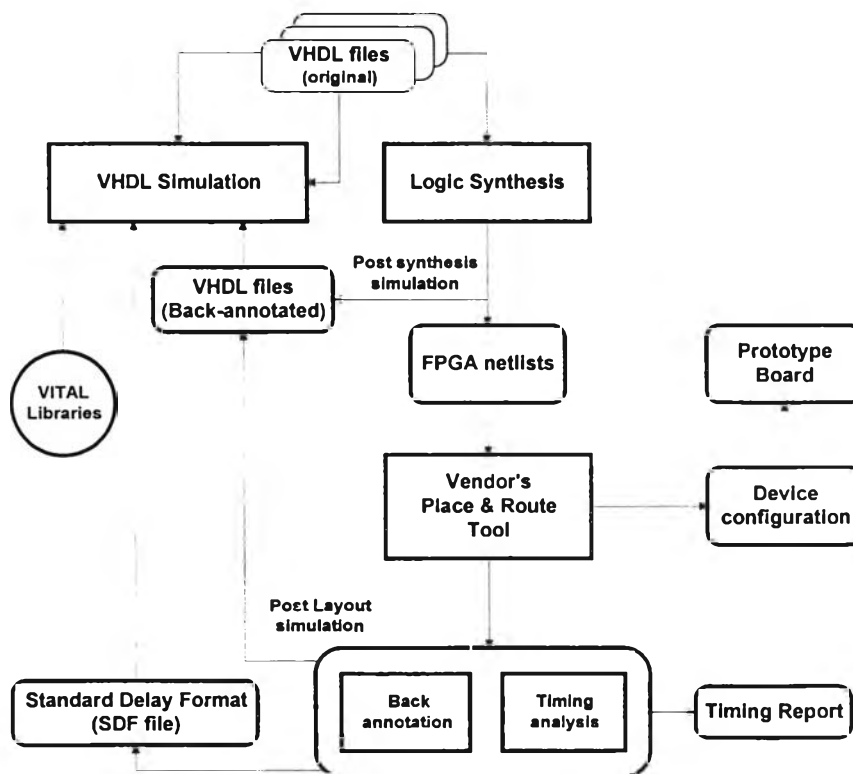 VHDL files
(original)
VHDL Simulation
Logic Synthesis
Post synthesis
simulation
VHDL files
(Back-annotated)
FPGA netlists
Prototype
Board
VITAL
Libraries
Vendor's
Place & Route
Tool
Device
configuration
Post Layout
simulation
Standard Delay Format
(SDF file)
Back
annotation
Timing
analysis
Timing Report